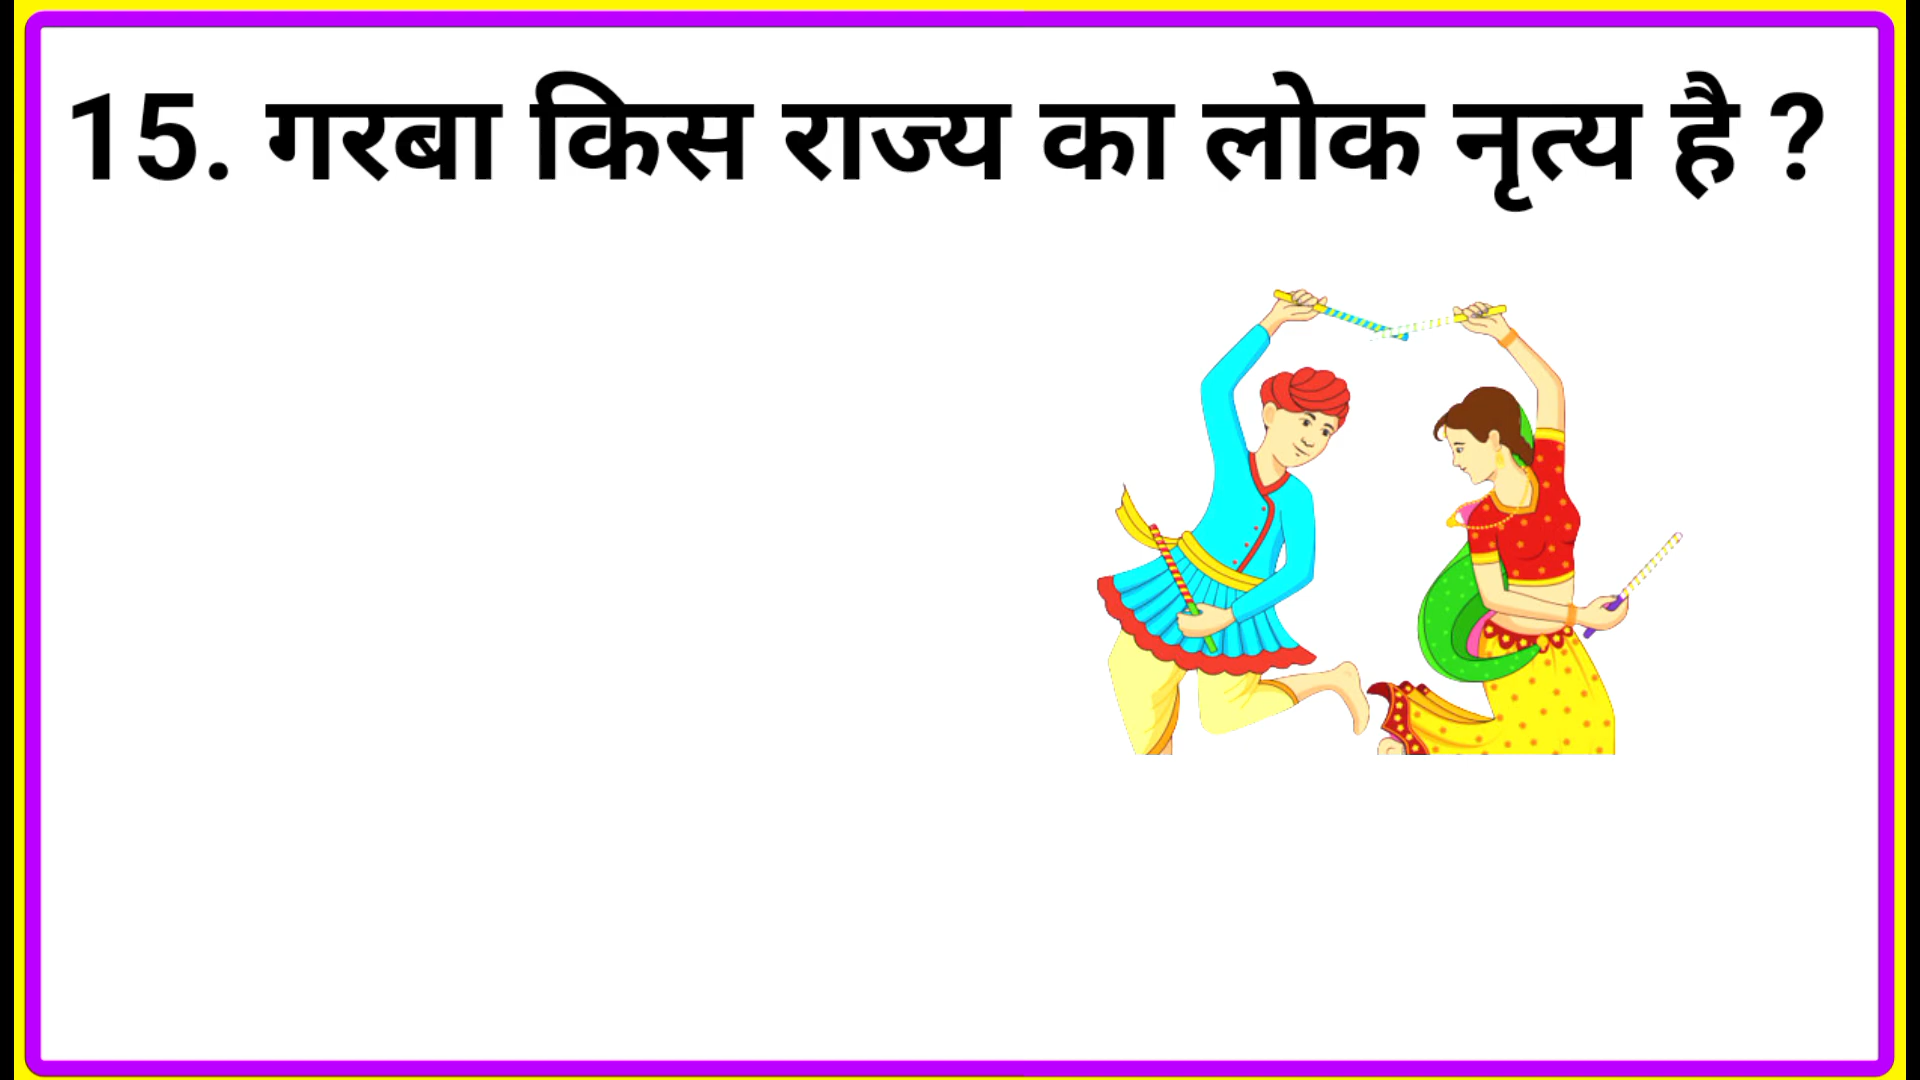 15. गरबा किस राज्य का लोक नृत्य है ?